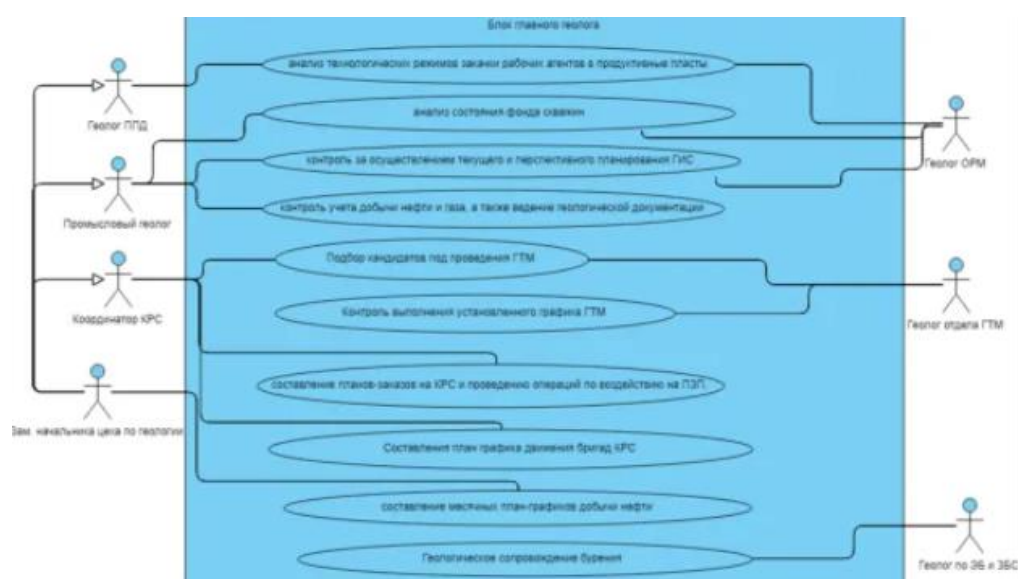 Блок главного геолога
анализ технологических режимов закачки рабочих агентов в продуктивные пласты
Геолог ППД
анализ состояния фонда скважин
Геолог ОРМ
контроль за осуществлением текущего и перспективного планирования ГИС
Промысловый геолог
контроль учета добычи нефти и газа, а также ведение геологической документации
Подбор кандидатов под проведения ГТМ
Координатор КРС
Контроль выполнения установленного графика ГТМ
Геолог отдела ГТМ
составление планов-заказов на КРС и проведению операций по воздействию на ПЗП.
Зам. начальника цеха по геологии
Составления план графика движения бригад КРС
составление месячных план-графиков добычи нефти
Геологическое сопровождение бурения
Геолог по ЭБ и ЗБС